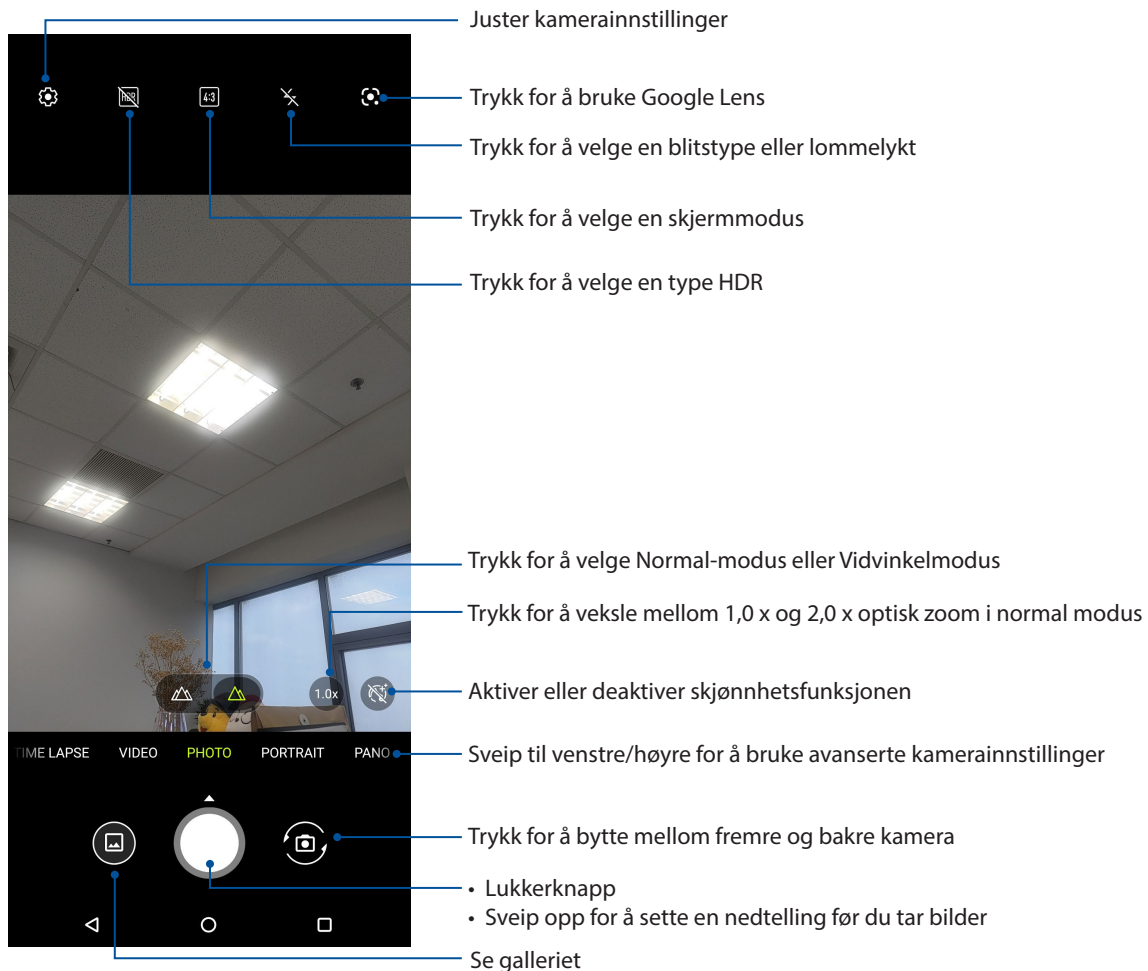 Juster kamerainnstillinger
HDR
4:3
Trykk for å bruke Google Lens
Trykk for å velge en blitstype eller lommelykt
Trykk for å velge en skjermmodus
Trykk for å velge en type HDR
Trykk for å velge Normal-modus eller Vidvinkelmodus
Trykk for å veksle mellom 1,0 x og 2,0 x optisk zoom i normal modus
1.0x
Aktiver eller deaktiver skjønnhetsfunksjonen
TIME LAPSE VIDEO PHOTO PORTRAIT PANO
Sveip til venstre/høyre for å bruke avanserte kamerainnstillinger
Trykk for å bytte mellom fremre og bakre kamera
• Lukkerknapp
• Sveip opp for å sette en nedtelling før du tar bilder
Se galleriet